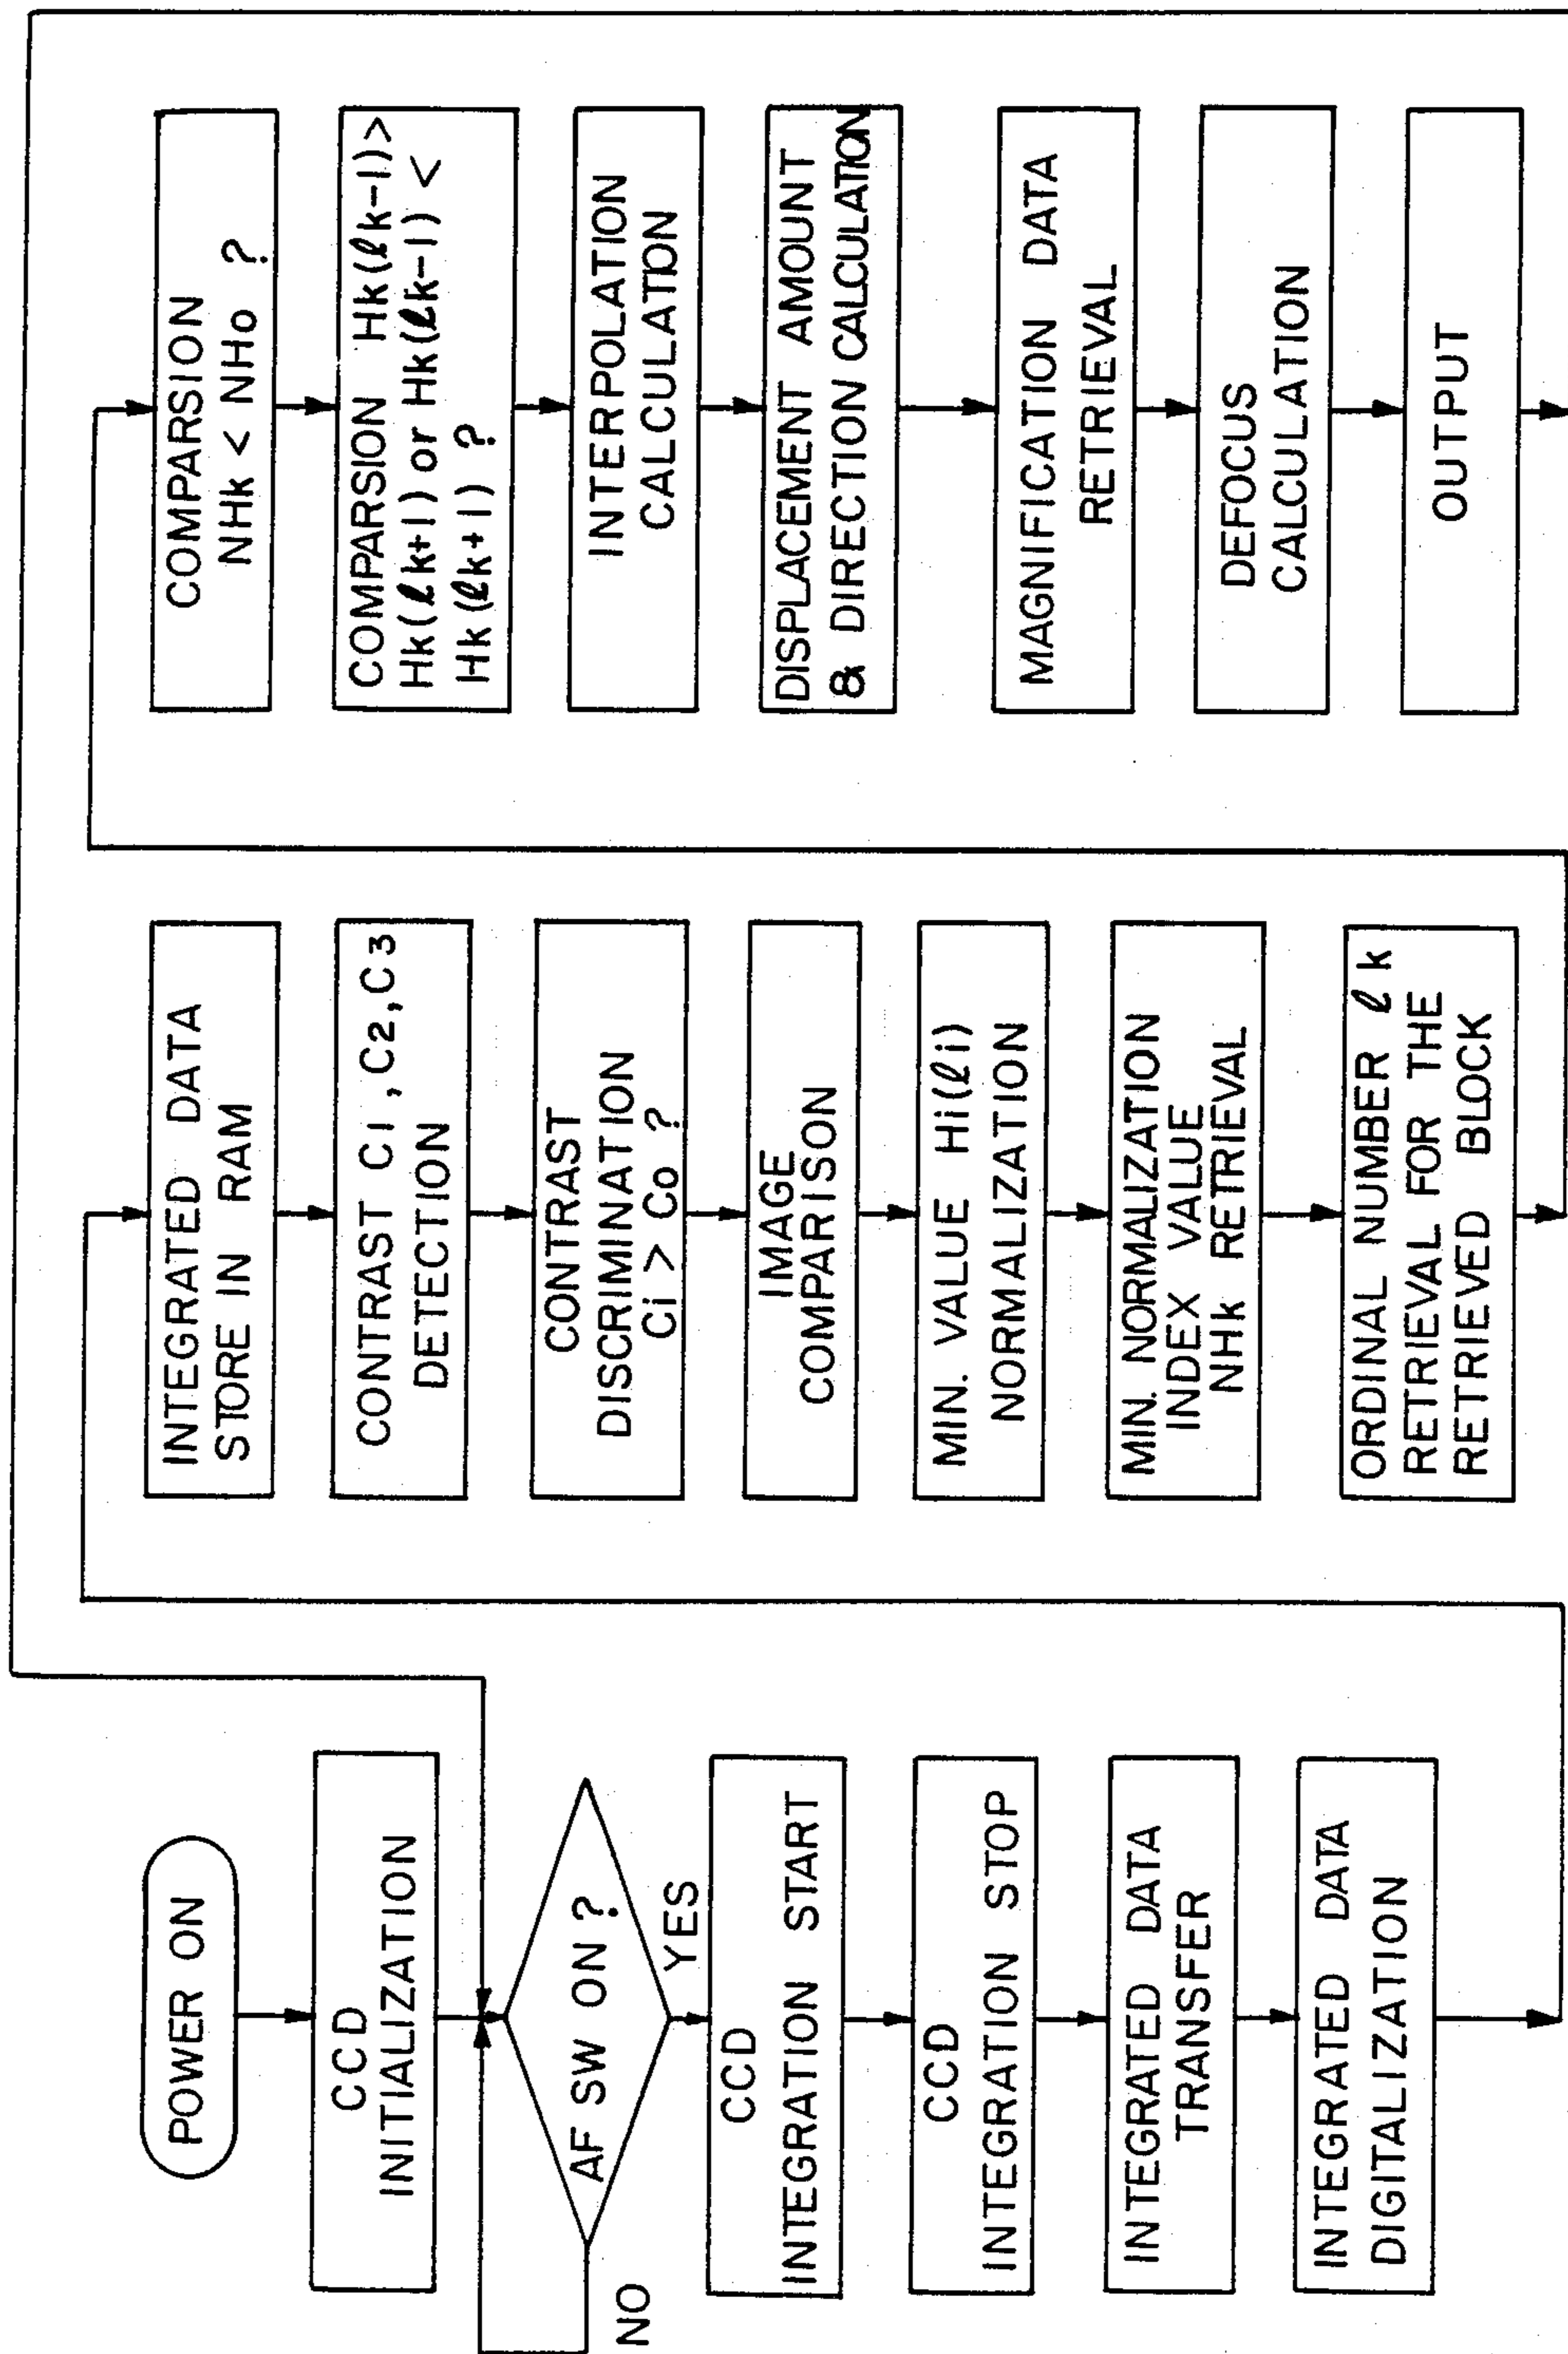 POWER ON
CCD
INITIALIZATION
AF SW ON ?
NO
YES
CCD
INTEGRATION START
CCD
INTEGRATION STOP
INTEGRATED DATA
TRANSFER
INTEGRATED DATA
DIGITALIZATION
INTEGRATED DATA
STORE IN RAM
CONTRAST C1, C2, C3
DETECTION
CONTRAST
DISCRIMINATION
Ci > Co ?
IMAGE
COMPARISON
MIN. VALUE Hi(ℓi)
NORMALIZATION
MIN. NORMALIZATION
INDEX VALUE
NHk RETRIEVAL
ORDINAL NUMBER ℓk
RETRIEVAL FOR THE
RETRIEVED BLOCK
COMPARSION
NHk < NHo ?
COMPARSION Hk(ℓk-1)>
Hk(ℓk+1) or Hk(ℓk-1) <
Hk(ℓk+1) ?
INTERPOLATION
CALCULATION
DISPLACEMENT AMOUNT
& DIRECTION CALCULATION
MAGNIFICATION DATA
RETRIEVAL
DEFOCUS
CALCULATION
OUTPUT